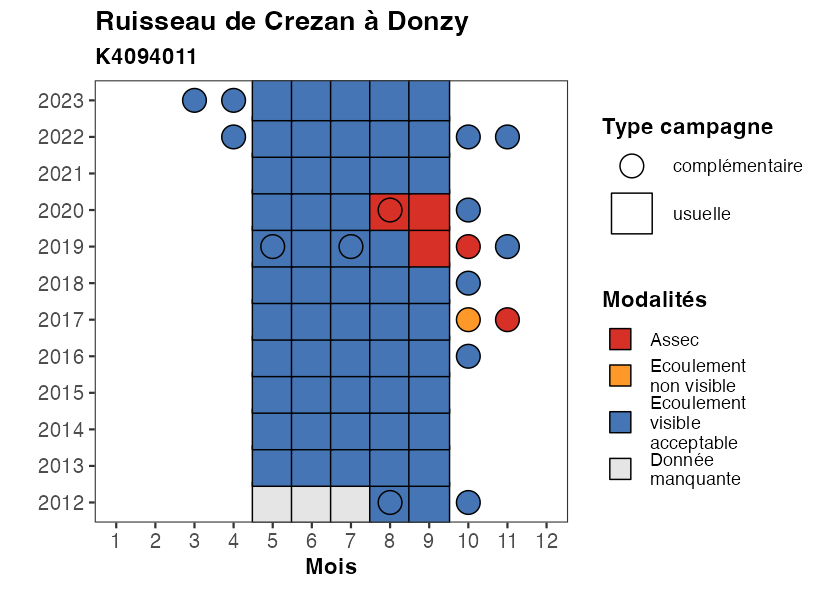 Ruisseau de Crezan à Donzy
K4094011
2023
2022
2021
2020
2019
2018
2017
2016
2015
2014
2013
2012
1 2 3 4 5 6 7 8 9 10 11 12
Mois
Type campagne
complémentaire
usuelle
Modalités
Assec
Ecoulement
non visible
Ecoulement
visible
acceptable
Donnée
manquante